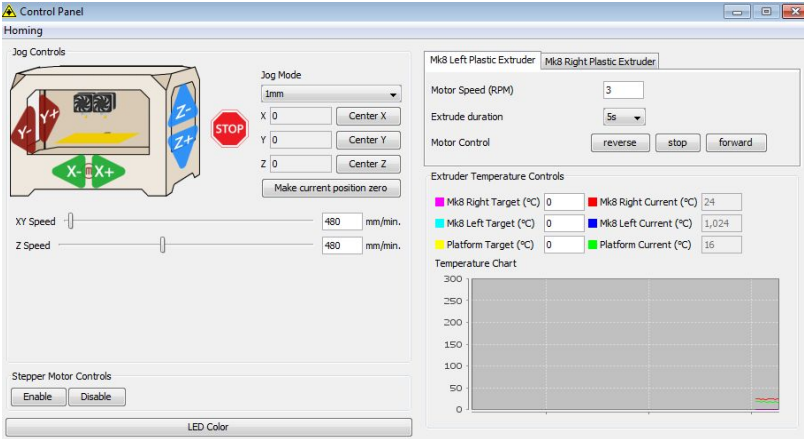 Control Panel
Homing
Jog Controls
Y- Y+
Z-
Z+
X- X+
STOP
Jog Mode
1mm
X 0 Center X
Y 0 Center Y
Z 0 Center Z
Make current position zero
XY Speed 480 mm/min.
Z Speed 480 mm/min.
Stepper Motor Controls
Enable Disable
LED Color
Mk8 Left Plastic Extruder Mk8 Right Plastic Extruder
Motor Speed (RPM) 3
Extrude duration 5s
Motor Control reverse stop forward
Extruder Temperature Controls
Mk8 Right Target (°C) 0 Mk8 Right Current (°C) 24
Mk8 Left Target (°C) 0 Mk8 Left Current (°C) 1,024
Platform Target (°C) 0 Platform Current (°C) 16
Temperature Chart
300
250
200
150
100
50
0